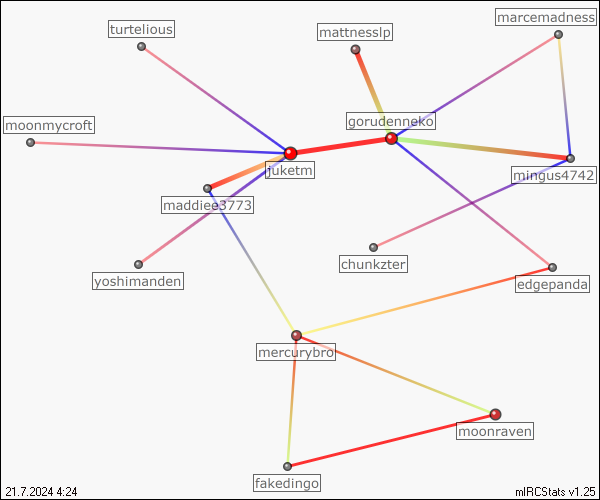 marcemadness
turtelious
mattnesslp
gorudenneko
moonmycroft
juketm
mingus4742
maddiee3773
chunkzter
yoshimanden
edgepanda
mercurybro
moonraven
fakedingo
21.7.2024 4:24
mIRCStats v1.25